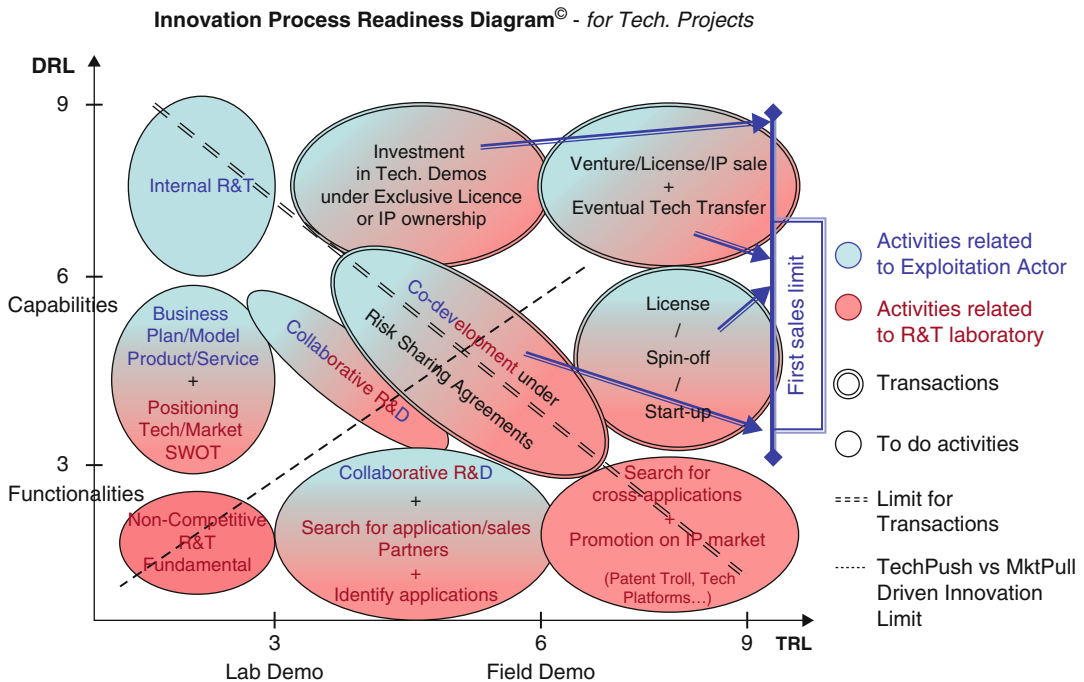 Innovation Process Readiness Diagram© - for Tech. Projects
DRL
9
6
Capabilities
3
Functionalities
Internal R&T
Investment
in Tech. Demos
under Exclusive Licence
or IP ownership
Venture/License/IP sale
+
Eventual Tech Transfer
Business
Plan/Model
Product/Service
+
Positioning
Tech/Market
SWOT
Collaborative R&D
Co-development under
Risk Sharing Agreements
License
/
Spin-off
/
Start-up
Non-Competitive
R&T
Fundamental
Collaborative R&D
+
Search for application/sales
Partners
+
Identify applications
Search for
cross-applications
+
Promotion on IP market
(Patent Troll, Tech
Platforms…)
First sales limit
3
6
9
TRL
Lab Demo
Field Demo
Activities related
to Exploitation Actor
Activities related
to R&T laboratory
Transactions
To do activities
Limit for
Transactions
TechPush vs MktPull
Driven Innovation
Limit